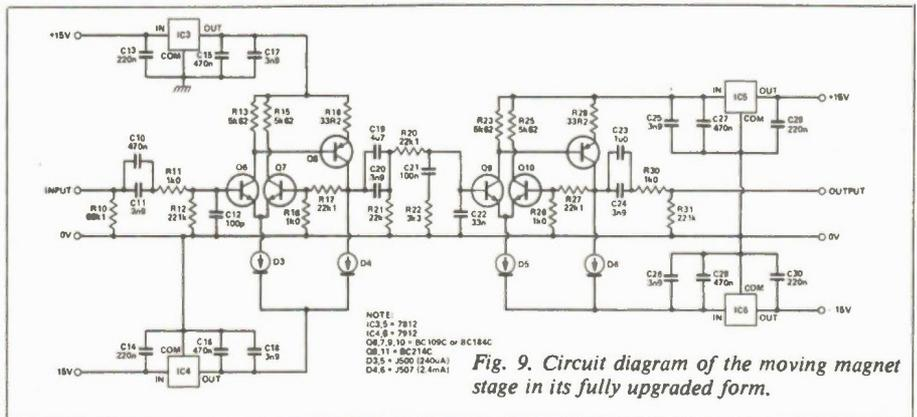 +15V
IN
IC3
OUT
COM
C13
220n
C15
470n
C17
3n9
R13
5k62
R15
5k62
R18
33R2
Q8
C10
470n
INPUT
C11
3n9
R11
1k0
R10
R12
221k
C12
100p
Q6
Q7
R16
1k0
R17
22k1
C19
4u7
C20
3n9
R21
22k
R20
22k1
C21
100n
R22
3k3
C22
33n
0V
D3
D4
R23
5k62
R25
5k62
R29
33R2
Q9
Q10
R26
1k0
R27
22k1
C23
1u0
C24
3n9
R30
1k0
R31
221k
OUTPUT
0V
D5
D6
C25
3n9
C27
470n
IN
IC5
OUT
COM
C29
220n
+15V
C26
3n9
C28
470n
COM
IN
IC6
OUT
C30
220n
15V
C14
220n
COM
C16
470n
C18
3n9
15V
IN
IC4
OUT
NOTE:
IC3,5 = 7812
IC4,6 = 7912
Q6,7,9,10 = BC109C or BC184C
Q8,11 = BC214C
D3,5 = J500 (240uA)
D4,6 = J507 (2.4mA)
Fig. 9. Circuit diagram of the moving magnet
stage in its fully upgraded form.